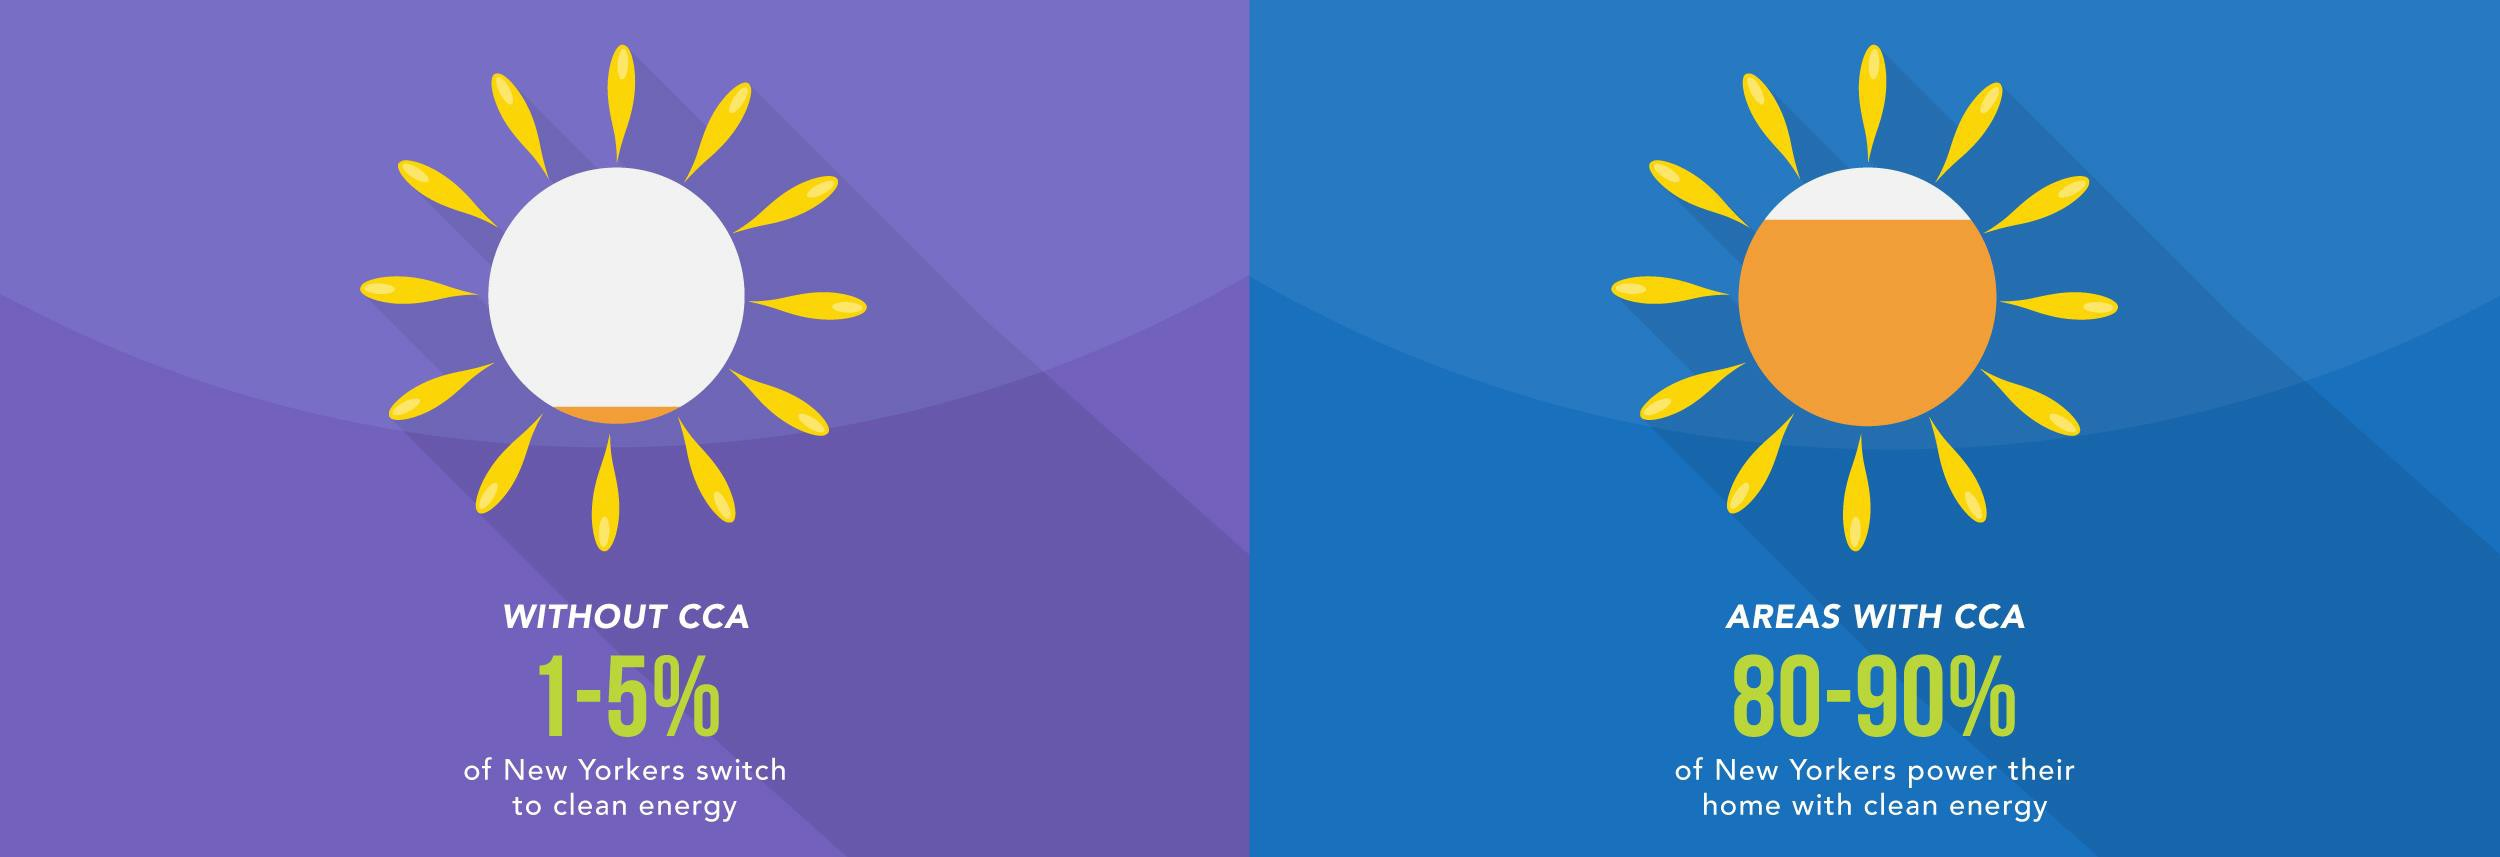 WITHOUT CCA
1-5%
of New Yorkers switch
to clean energy
AREAS WITH CCA
80-90%
of New Yorkers power their
home with clean energy